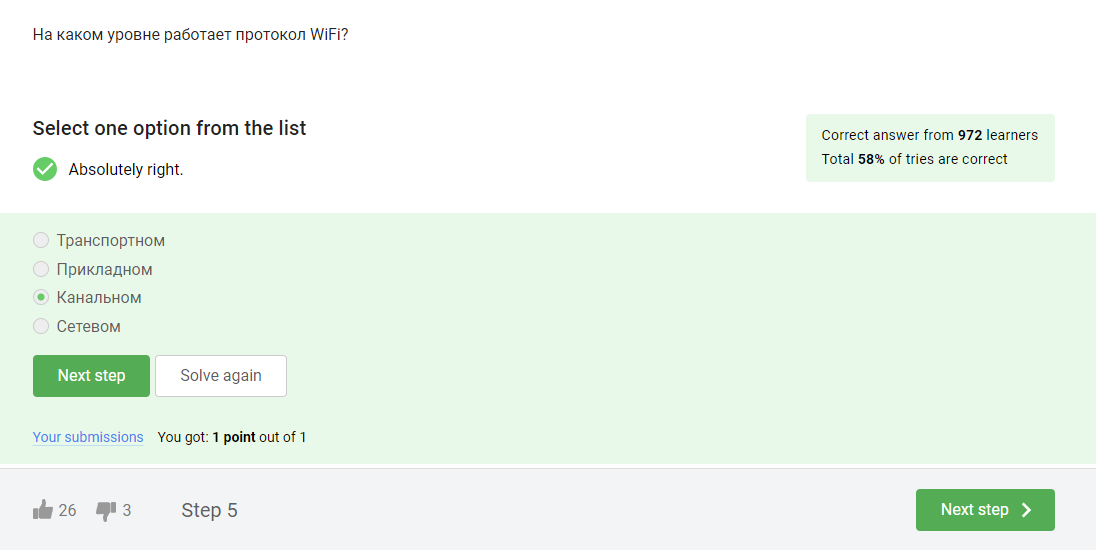 На каком уровне работает протокол WiFi?
Select one option from the list
Correct answer from 972 learners
Total 58% of tries are correct
Absolutely right.
Транспортном
Прикладном
Канальном
Сетевом
Next step
Solve again
Your submissions You got: 1 point out of 1
26 3 Step 5 Next step